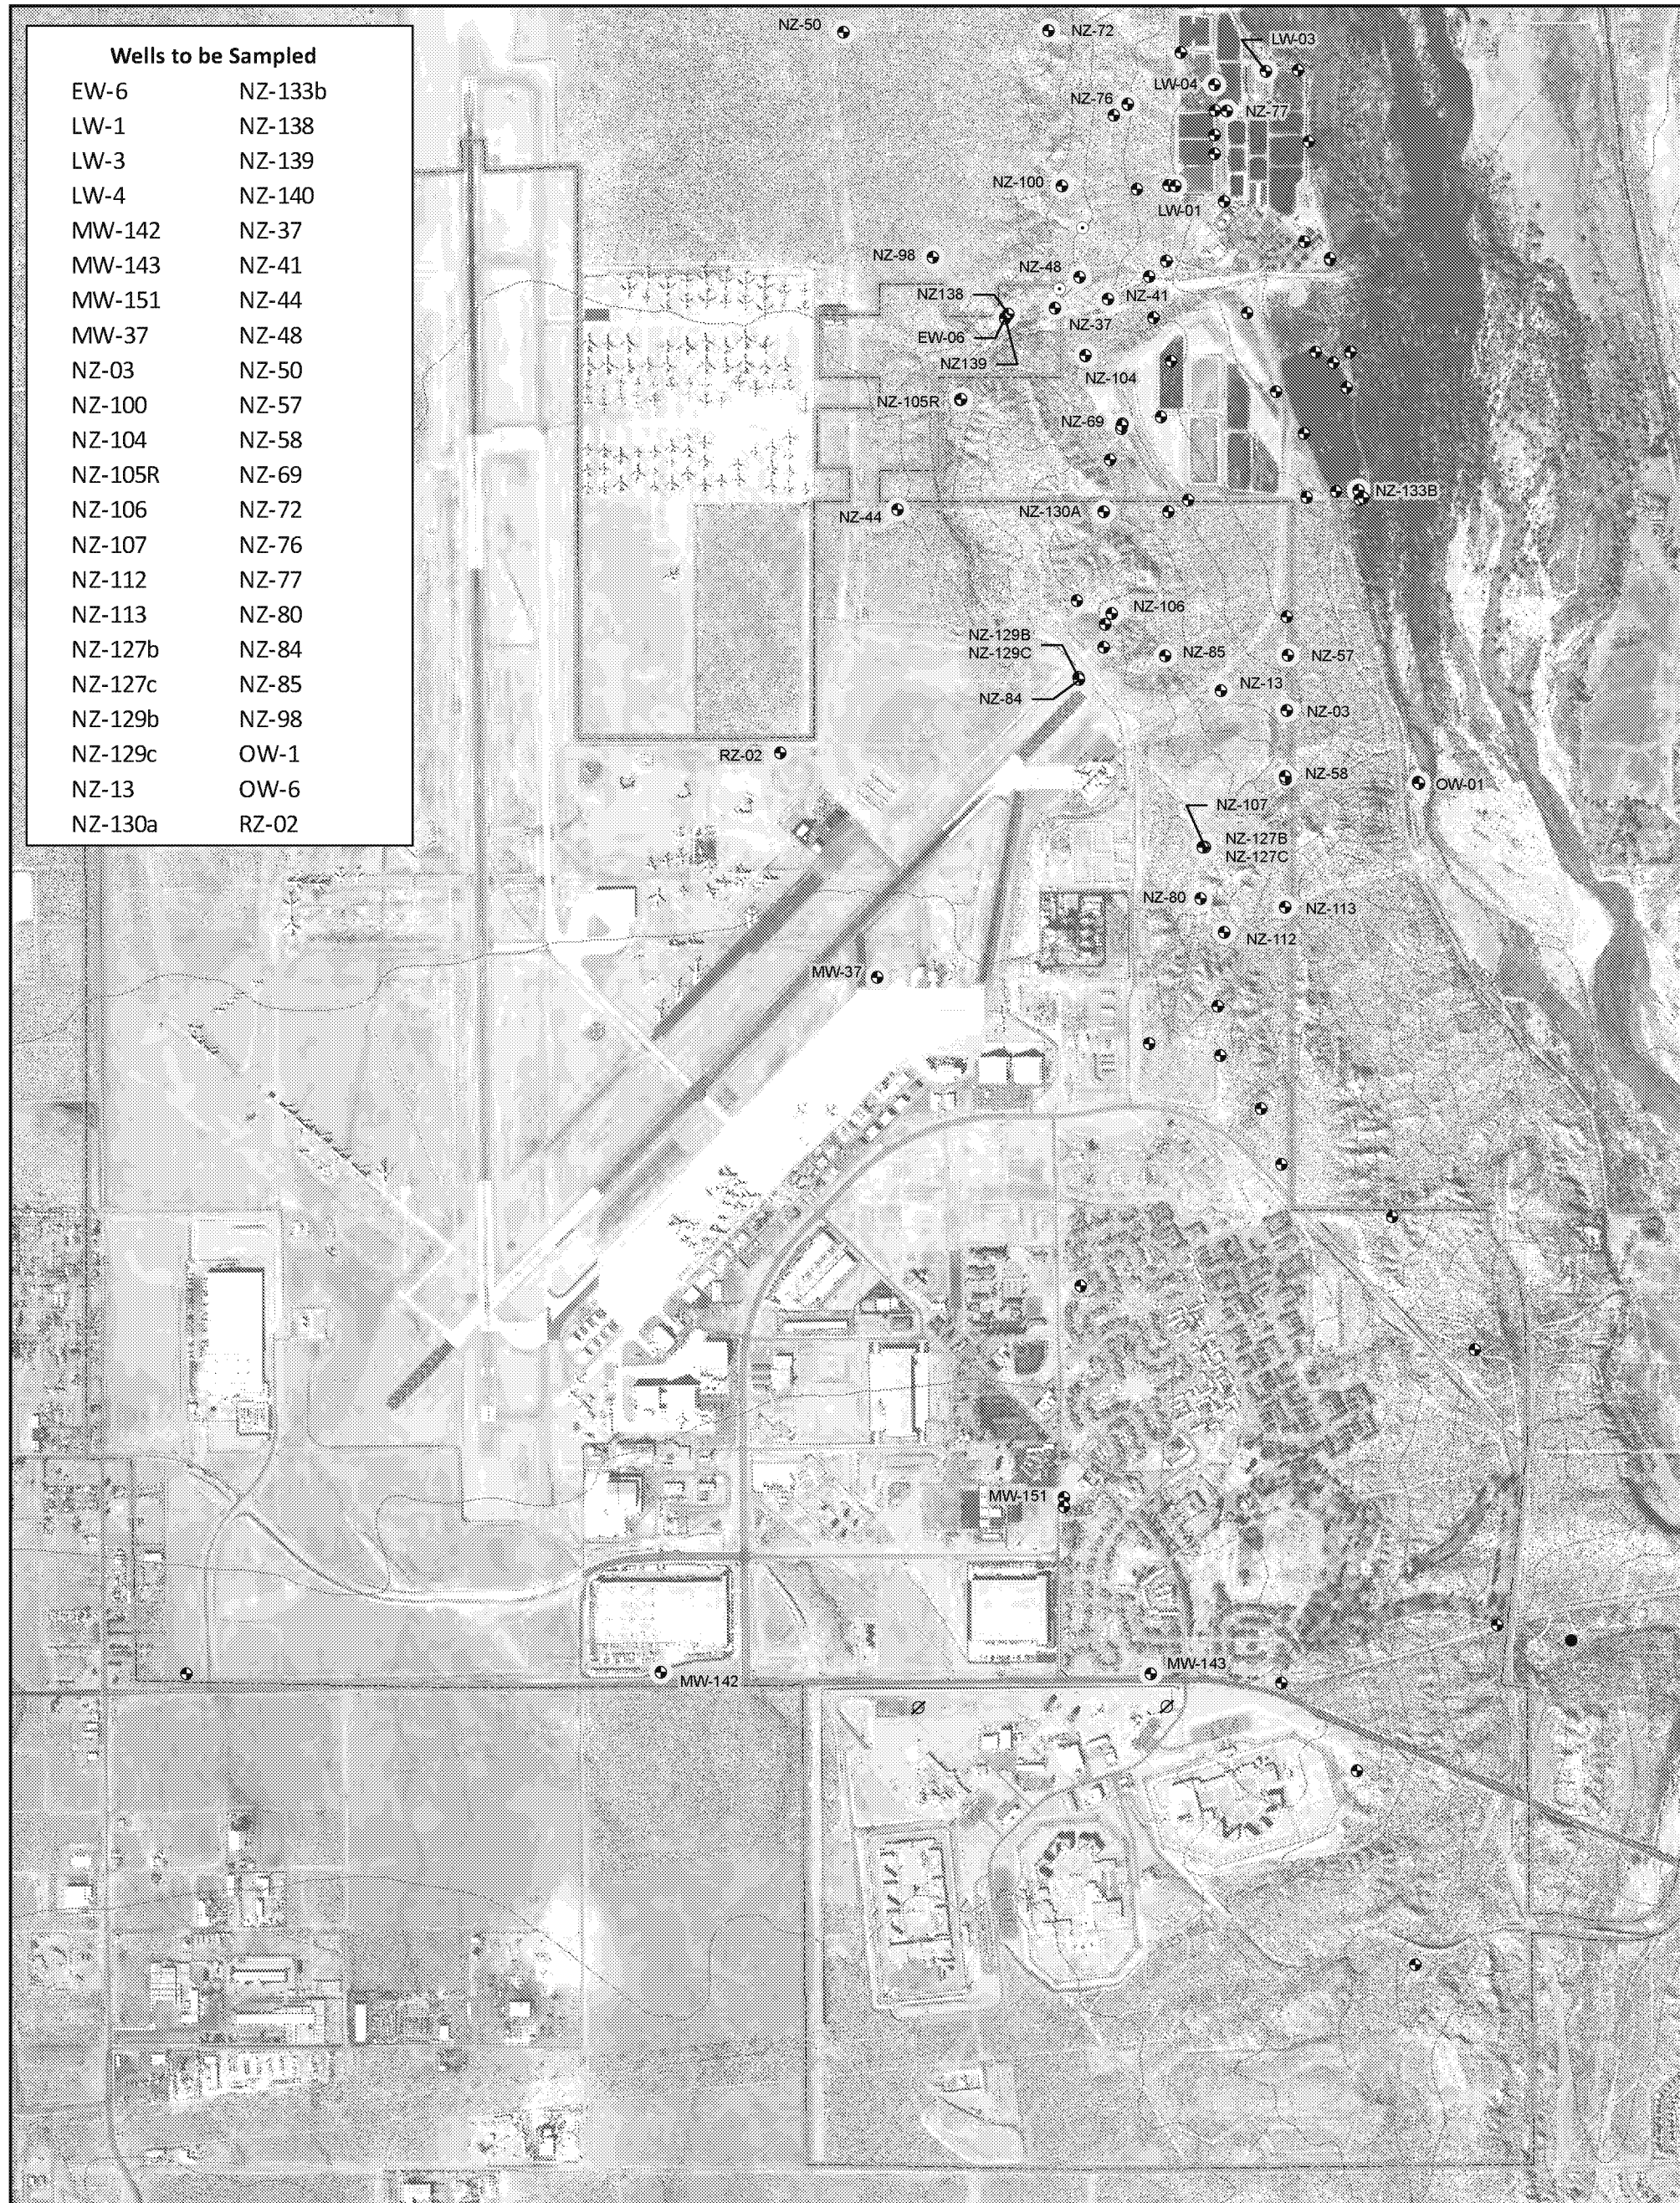 Wells to be Sampled
EW-6 NZ-133b
LW-1 NZ-138
LW-3 NZ-139
LW-4 NZ-140
MW-142 NZ-37
MW-143 NZ-41
MW-151 NZ-44
MW-37 NZ-48
NZ-03 NZ-50
NZ-100 NZ-57
NZ-104 NZ-58
NZ-105R NZ-69
NZ-106 NZ-72
NZ-107 NZ-76
NZ-112 NZ-77
NZ-113 NZ-80
NZ-127b NZ-84
NZ-127c NZ-85
NZ-129b NZ-98
NZ-129c OW-1
NZ-13 OW-6
NZ-130a RZ-02
NZ-50
NZ-72
LW-03
LW-04
NZ-76
NZ-77
NZ-100
LW-01
NZ-98
NZ-48
NZ138
NZ-41
NZ-37
EW-06
NZ139
NZ-104
NZ-105R
NZ-69
NZ-133B
NZ-44
NZ-130A
NZ-106
NZ-129B
NZ-129C
NZ-85
NZ-57
NZ-13
NZ-84
NZ-03
RZ-02
NZ-58
OW-01
NZ-107
NZ-127B
NZ-127C
NZ-80
NZ-113
NZ-112
MW-37
MW-151
MW-143
MW-142